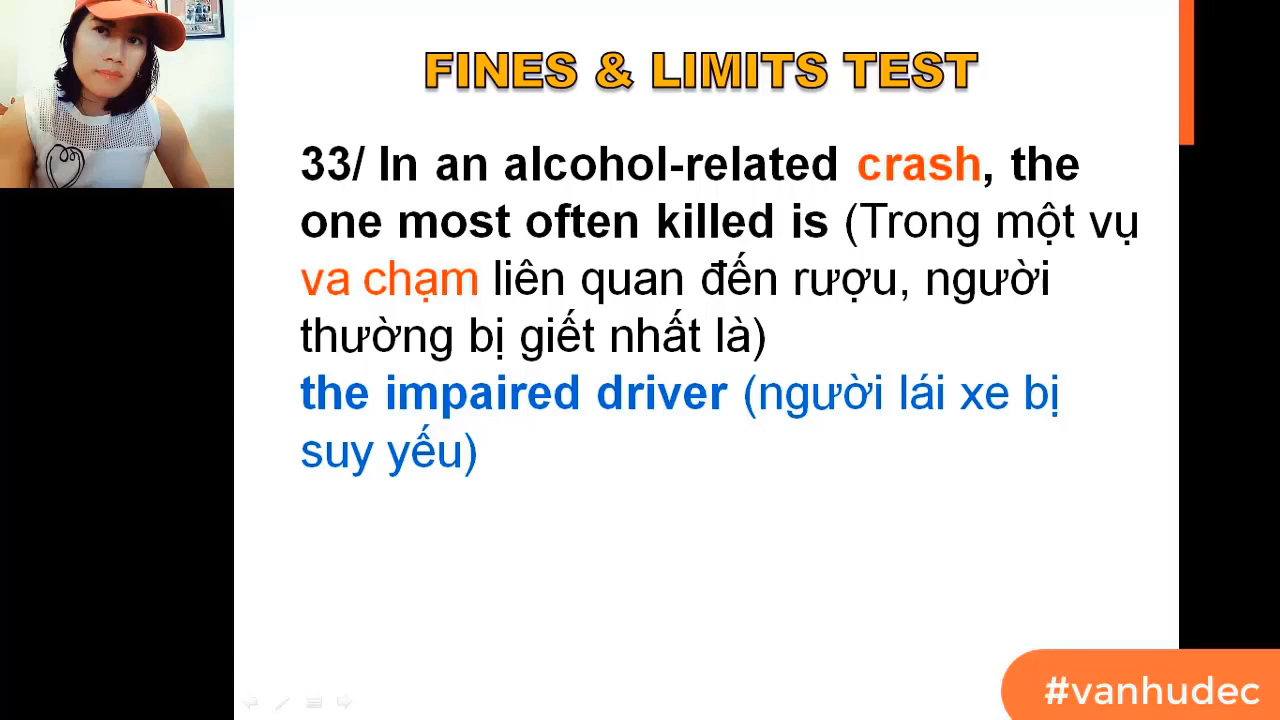 FINES & LIMITS TEST
33/ In an alcohol-related crash, the
one most often killed is (Trong một vụ
va chạm liên quan đến rượu, người
thường bị giết nhất là)
the impaired driver (người lái xe bị
suy yếu)
#vanhudec